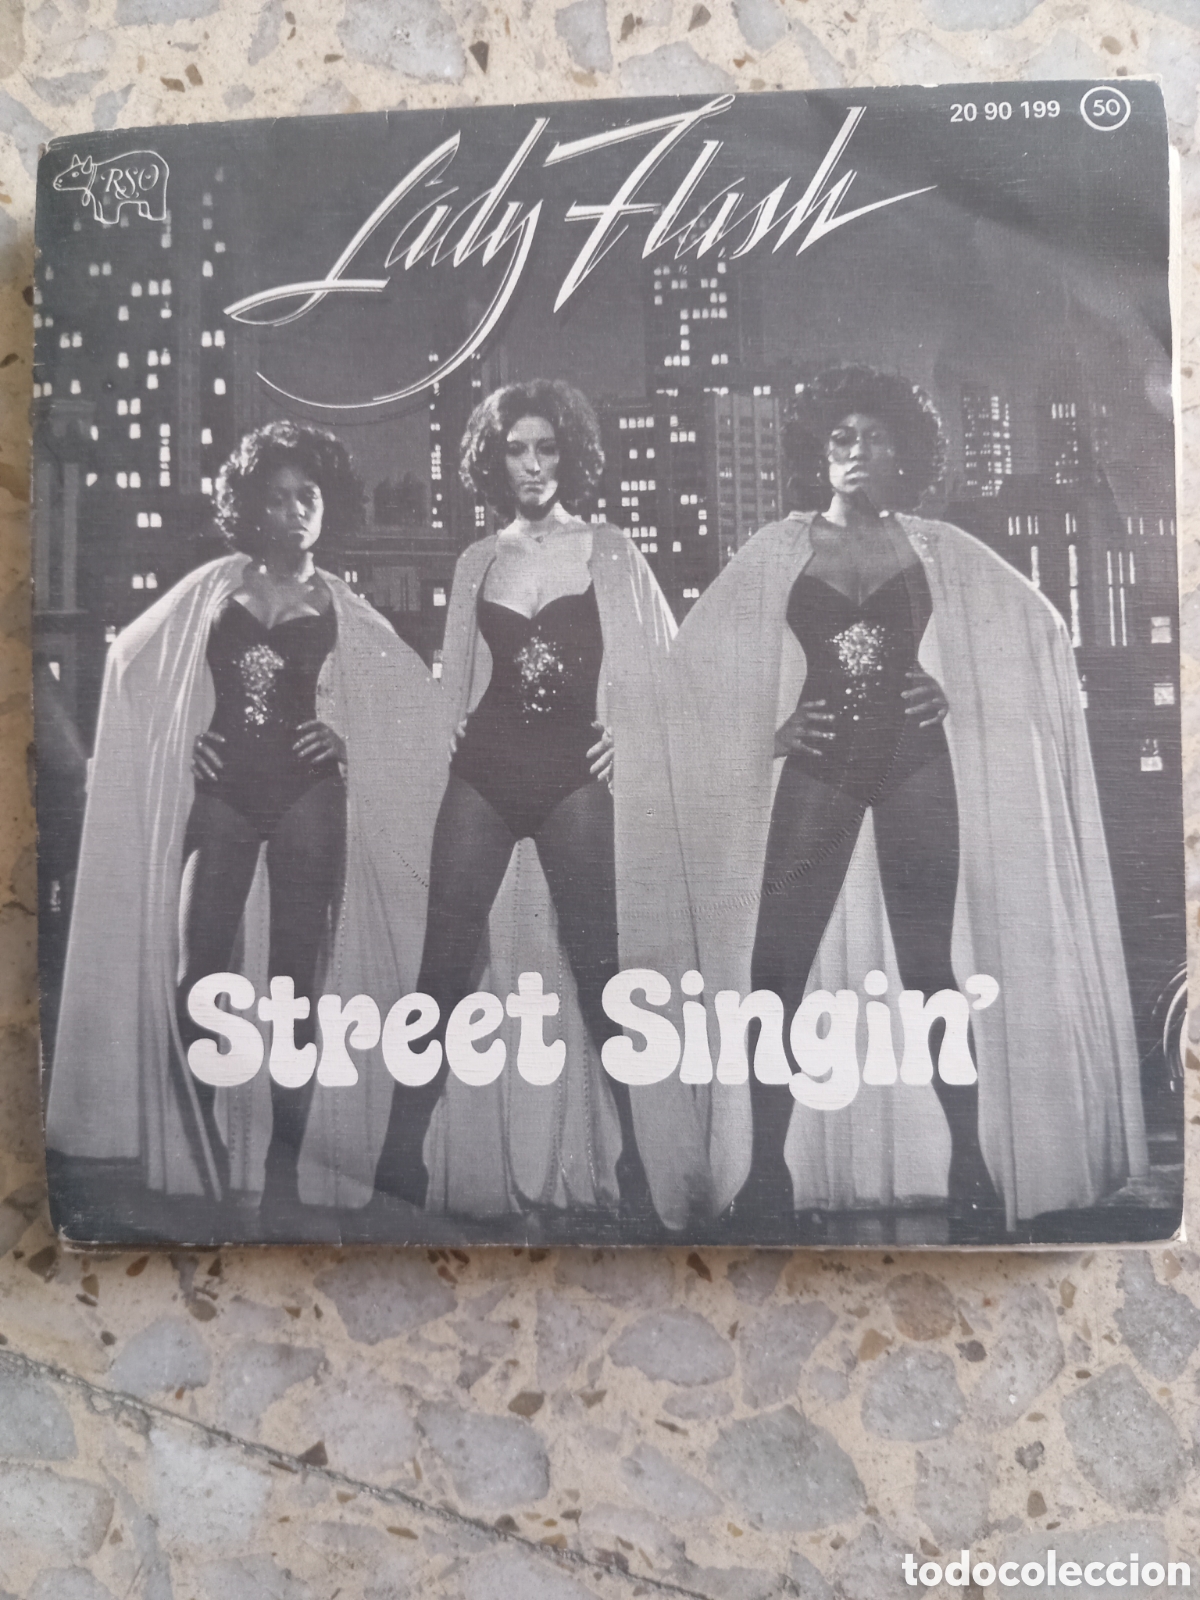 20 90 199 50
RSO
Lady Flash
Street Singin'
todocoleccion